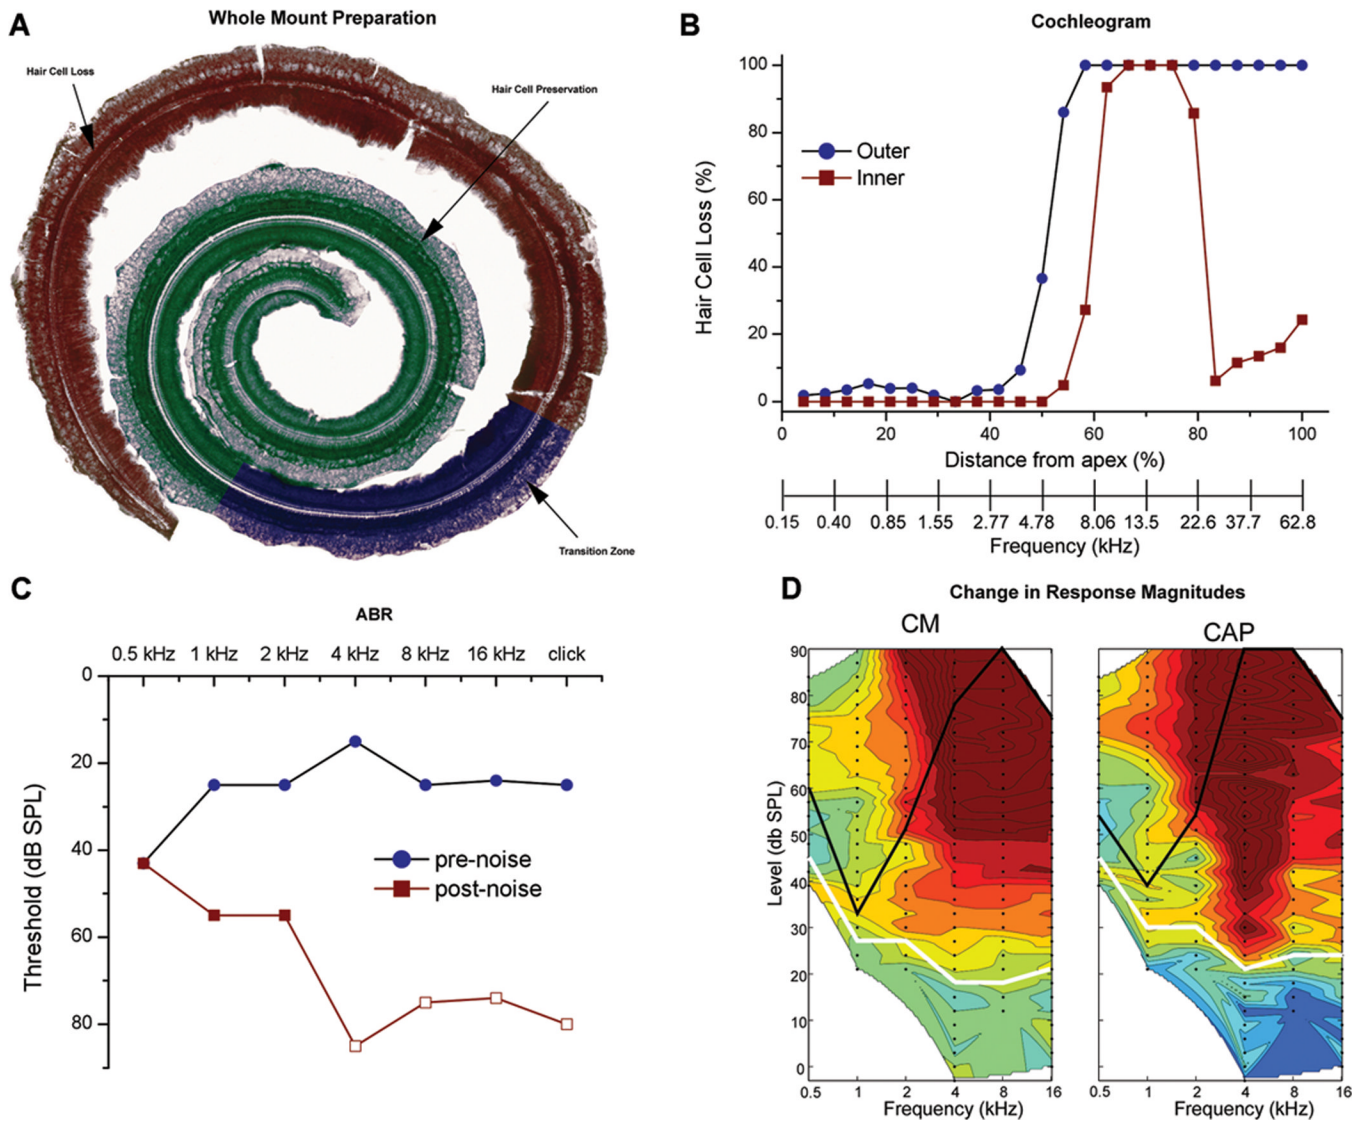 A
Whole Mount Preparation
Hair Cell Loss
Hair Cell Preservation
Transition Zone
B
Cochleogram
100
80
60
40
20
0
Hair Cell Loss (%)
Outer
Inner
0 20 40 60 80 100
Distance from apex (%)
0.15 0.40 0.85 1.55 2.77 4.78 8.06 13.5 22.6 37.7 62.8
Frequency (kHz)
C
ABR
0.5 kHz 1 kHz 2 kHz 4 kHz 8 kHz 16 kHz click
0
20
40
60
80
Threshold (dB SPL)
pre-noise
post-noise
D
Change in Response Magnitudes
CM
90
80
70
60
50
40
30
20
10
0
Level (db SPL)
0.5 1 2 4 8 16
Frequency (kHz)
CAP
0.5 1 2 4 8 16
Frequency (kHz)